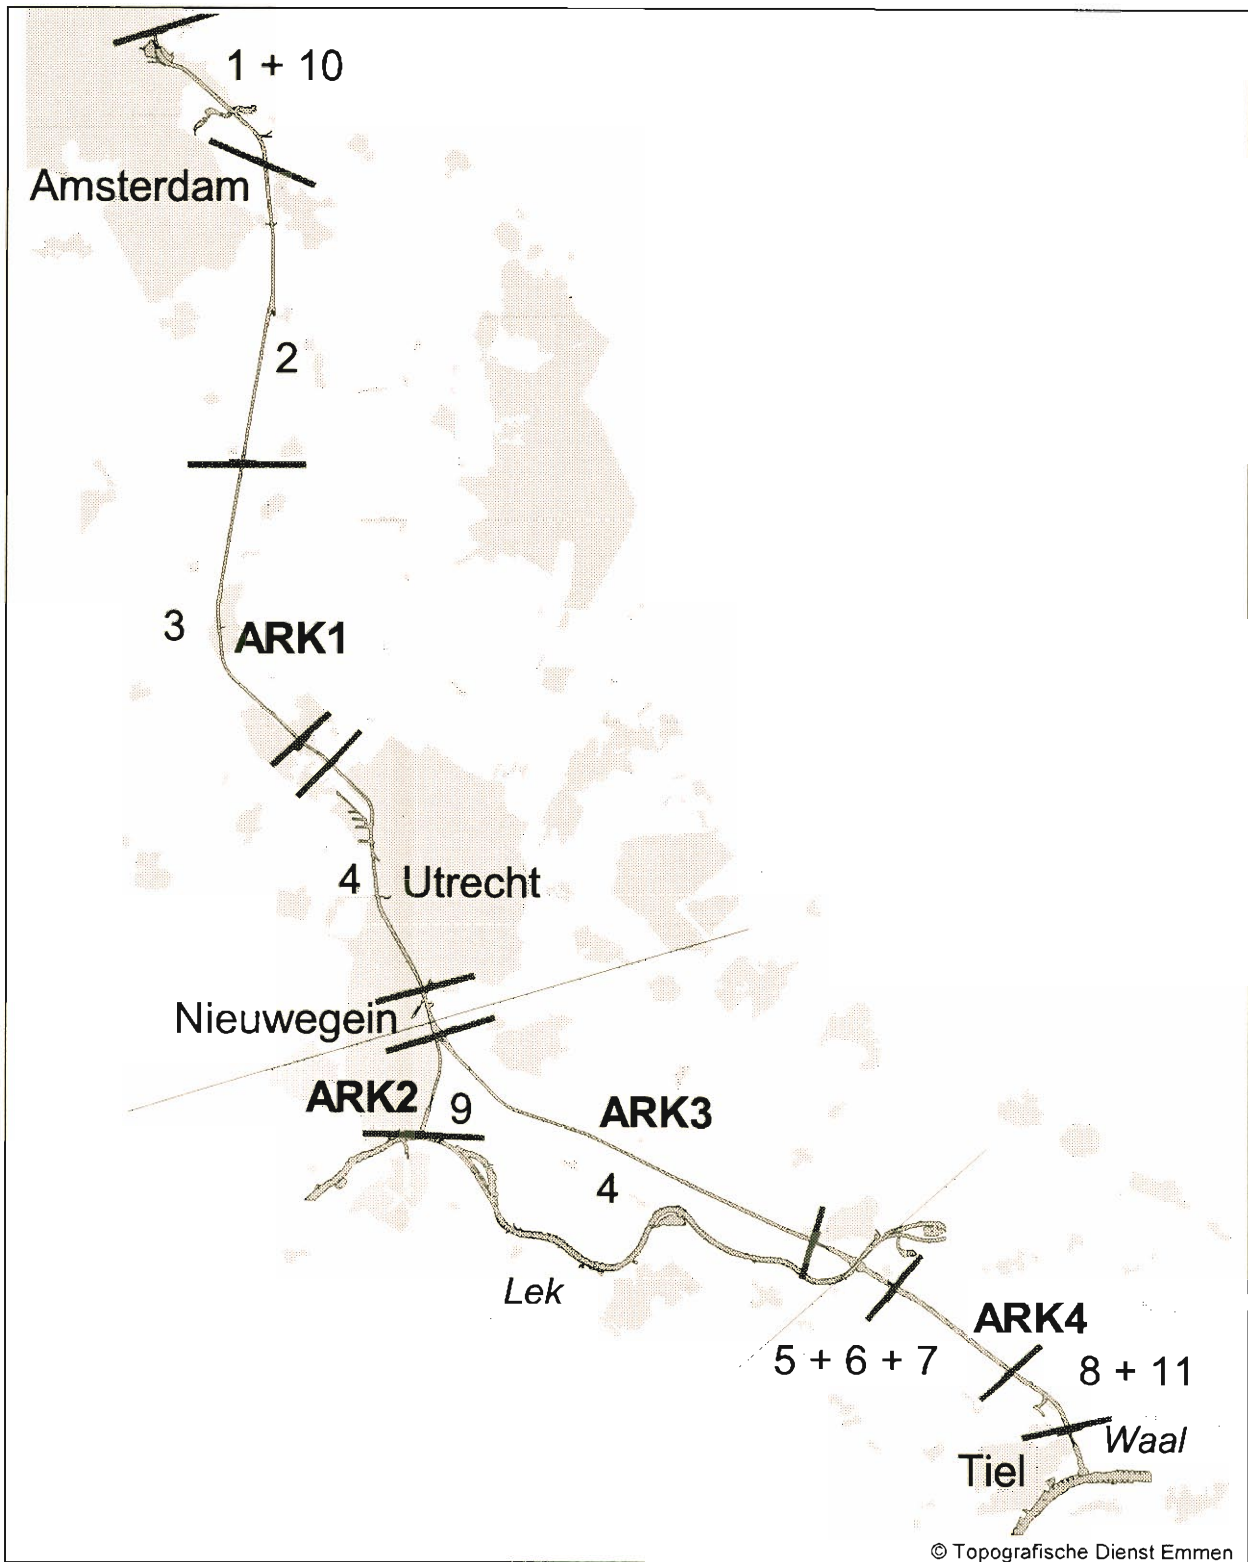 1 + 10
Amsterdam
2
3
ARK1
4
Utrecht
Nieuwegein
ARK2
9
ARK3
4
Lek
ARK4
5 + 6 + 7
8 + 11
Waal
Tiel
© Topografische Dienst Emmen